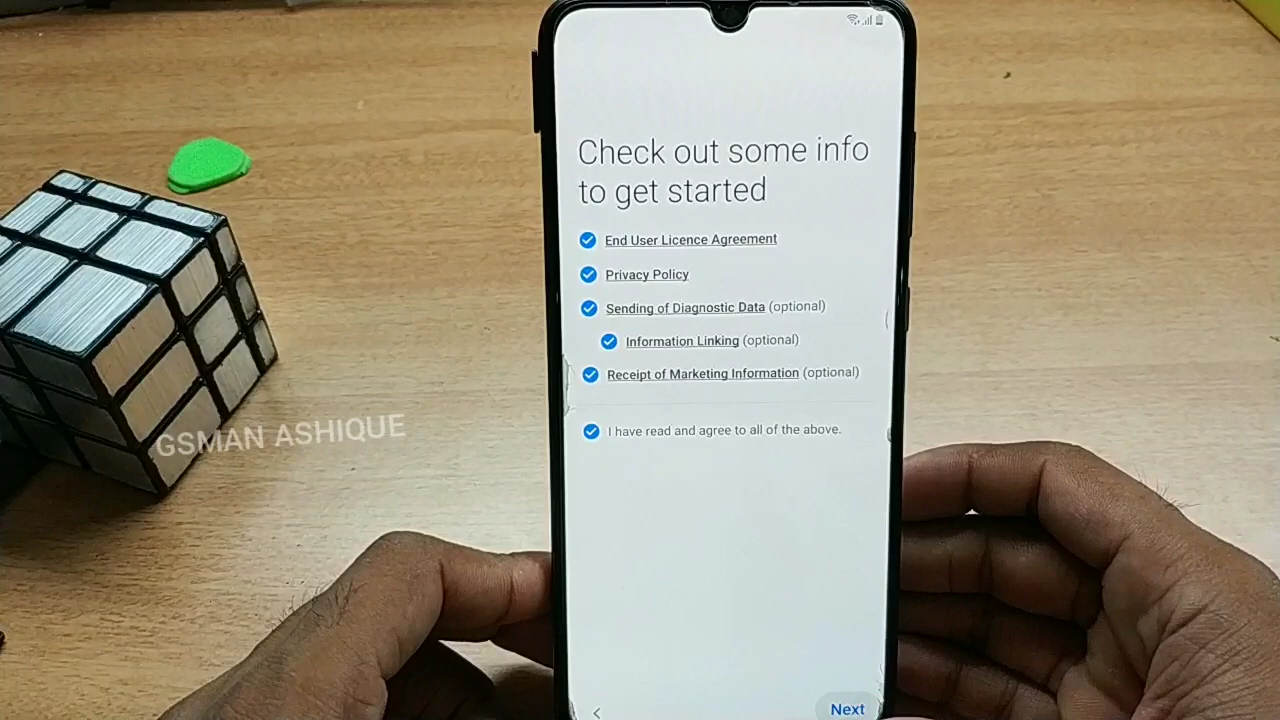 Check out some info
to get started
End User Licence Agreement
Privacy Policy
Sending of Diagnostic Data (optional)
Information Linking (optional)
Receipt of Marketing Information (optional)
I have read and agree to all of the above.
GSMAN ASHIQUE
Next